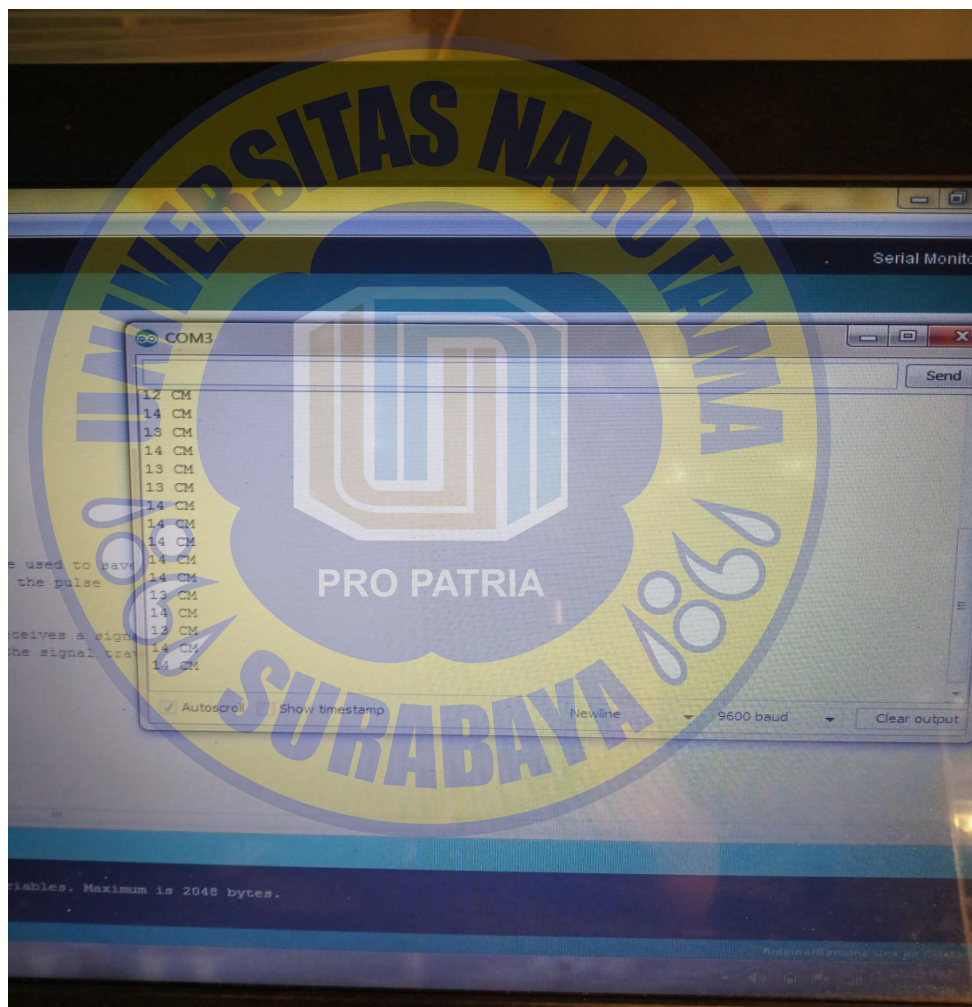 UNIVERSITAS NAROTAMA
Serial Monito
COM3
Send
12 CM
14 CM
13 CM
14 CM
13 CM
13 CM
14 CM
14 CM
14 CM
14 CM
14 CM
13 CM
14 CM
13 CM
14 CM
14 CM
e used to save
the pulse
ceives a signa
he signal tra
PRO PATRIA
Autoscroll Show timestamp Newline 9600 baud Clear output
SURABAYA
riables. Maximum is 2048 bytes.